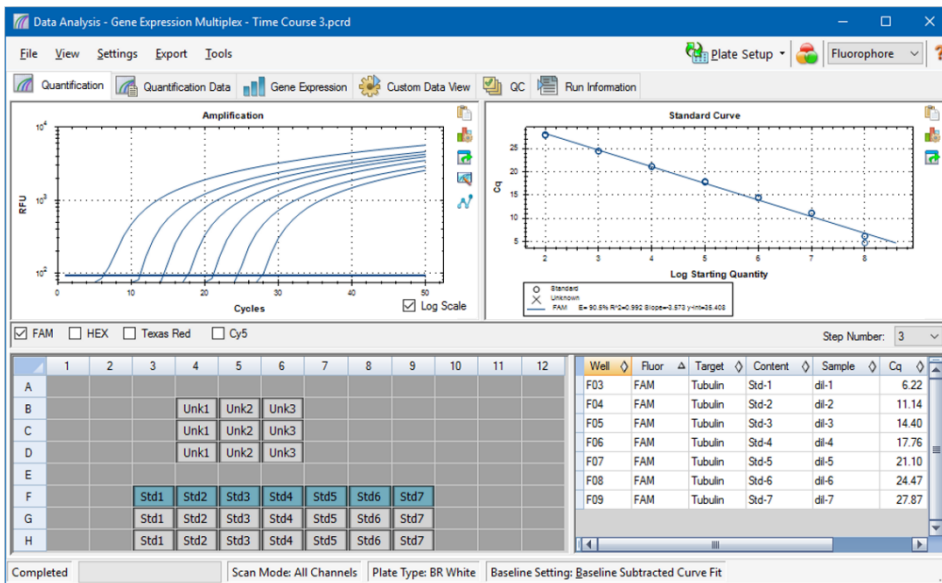 Data Analysis - Gene Expression Multiplex - Time Course 3.pcrd
File View Settings Export Tools
Plate Setup
Fluorophore
?
Quantification Quantification Data Gene Expression Custom Data View QC Run Information
Amplification
RFU
10^4
10^3
10^2
0 10 20 30 40 50
Cycles
Log Scale
Standard Curve
Cq
25
20
15
10
5
2 3 4 5 6 7 8
Log Starting Quantity
Standard
Unknown
FAM E= 90.5% R^2=0.992 Slope=-3.573 y-int=35.408
FAM HEX Texas Red Cy5
Step Number: 3
1 2 3 4 5 6 7 8 9 10 11 12
A
B Unk1 Unk2 Unk3
C Unk1 Unk2 Unk3
D Unk1 Unk2 Unk3
E
F Std1 Std2 Std3 Std4 Std5 Std6 Std7
G Std1 Std2 Std3 Std4 Std5 Std6 Std7
H Std1 Std2 Std3 Std4 Std5 Std6 Std7
Well Fluor Target Content Sample Cq
F03 FAM Tubulin Std-1 dil-1 6.22
F04 FAM Tubulin Std-2 dil-2 11.14
F05 FAM Tubulin Std-3 dil-3 14.40
F06 FAM Tubulin Std-4 dil-4 17.76
F07 FAM Tubulin Std-5 dil-5 21.10
F08 FAM Tubulin Std-6 dil-6 24.47
F09 FAM Tubulin Std-7 dil-7 27.87
Completed
Scan Mode: All Channels
Plate Type: BR White
Baseline Setting: Baseline Subtracted Curve Fit